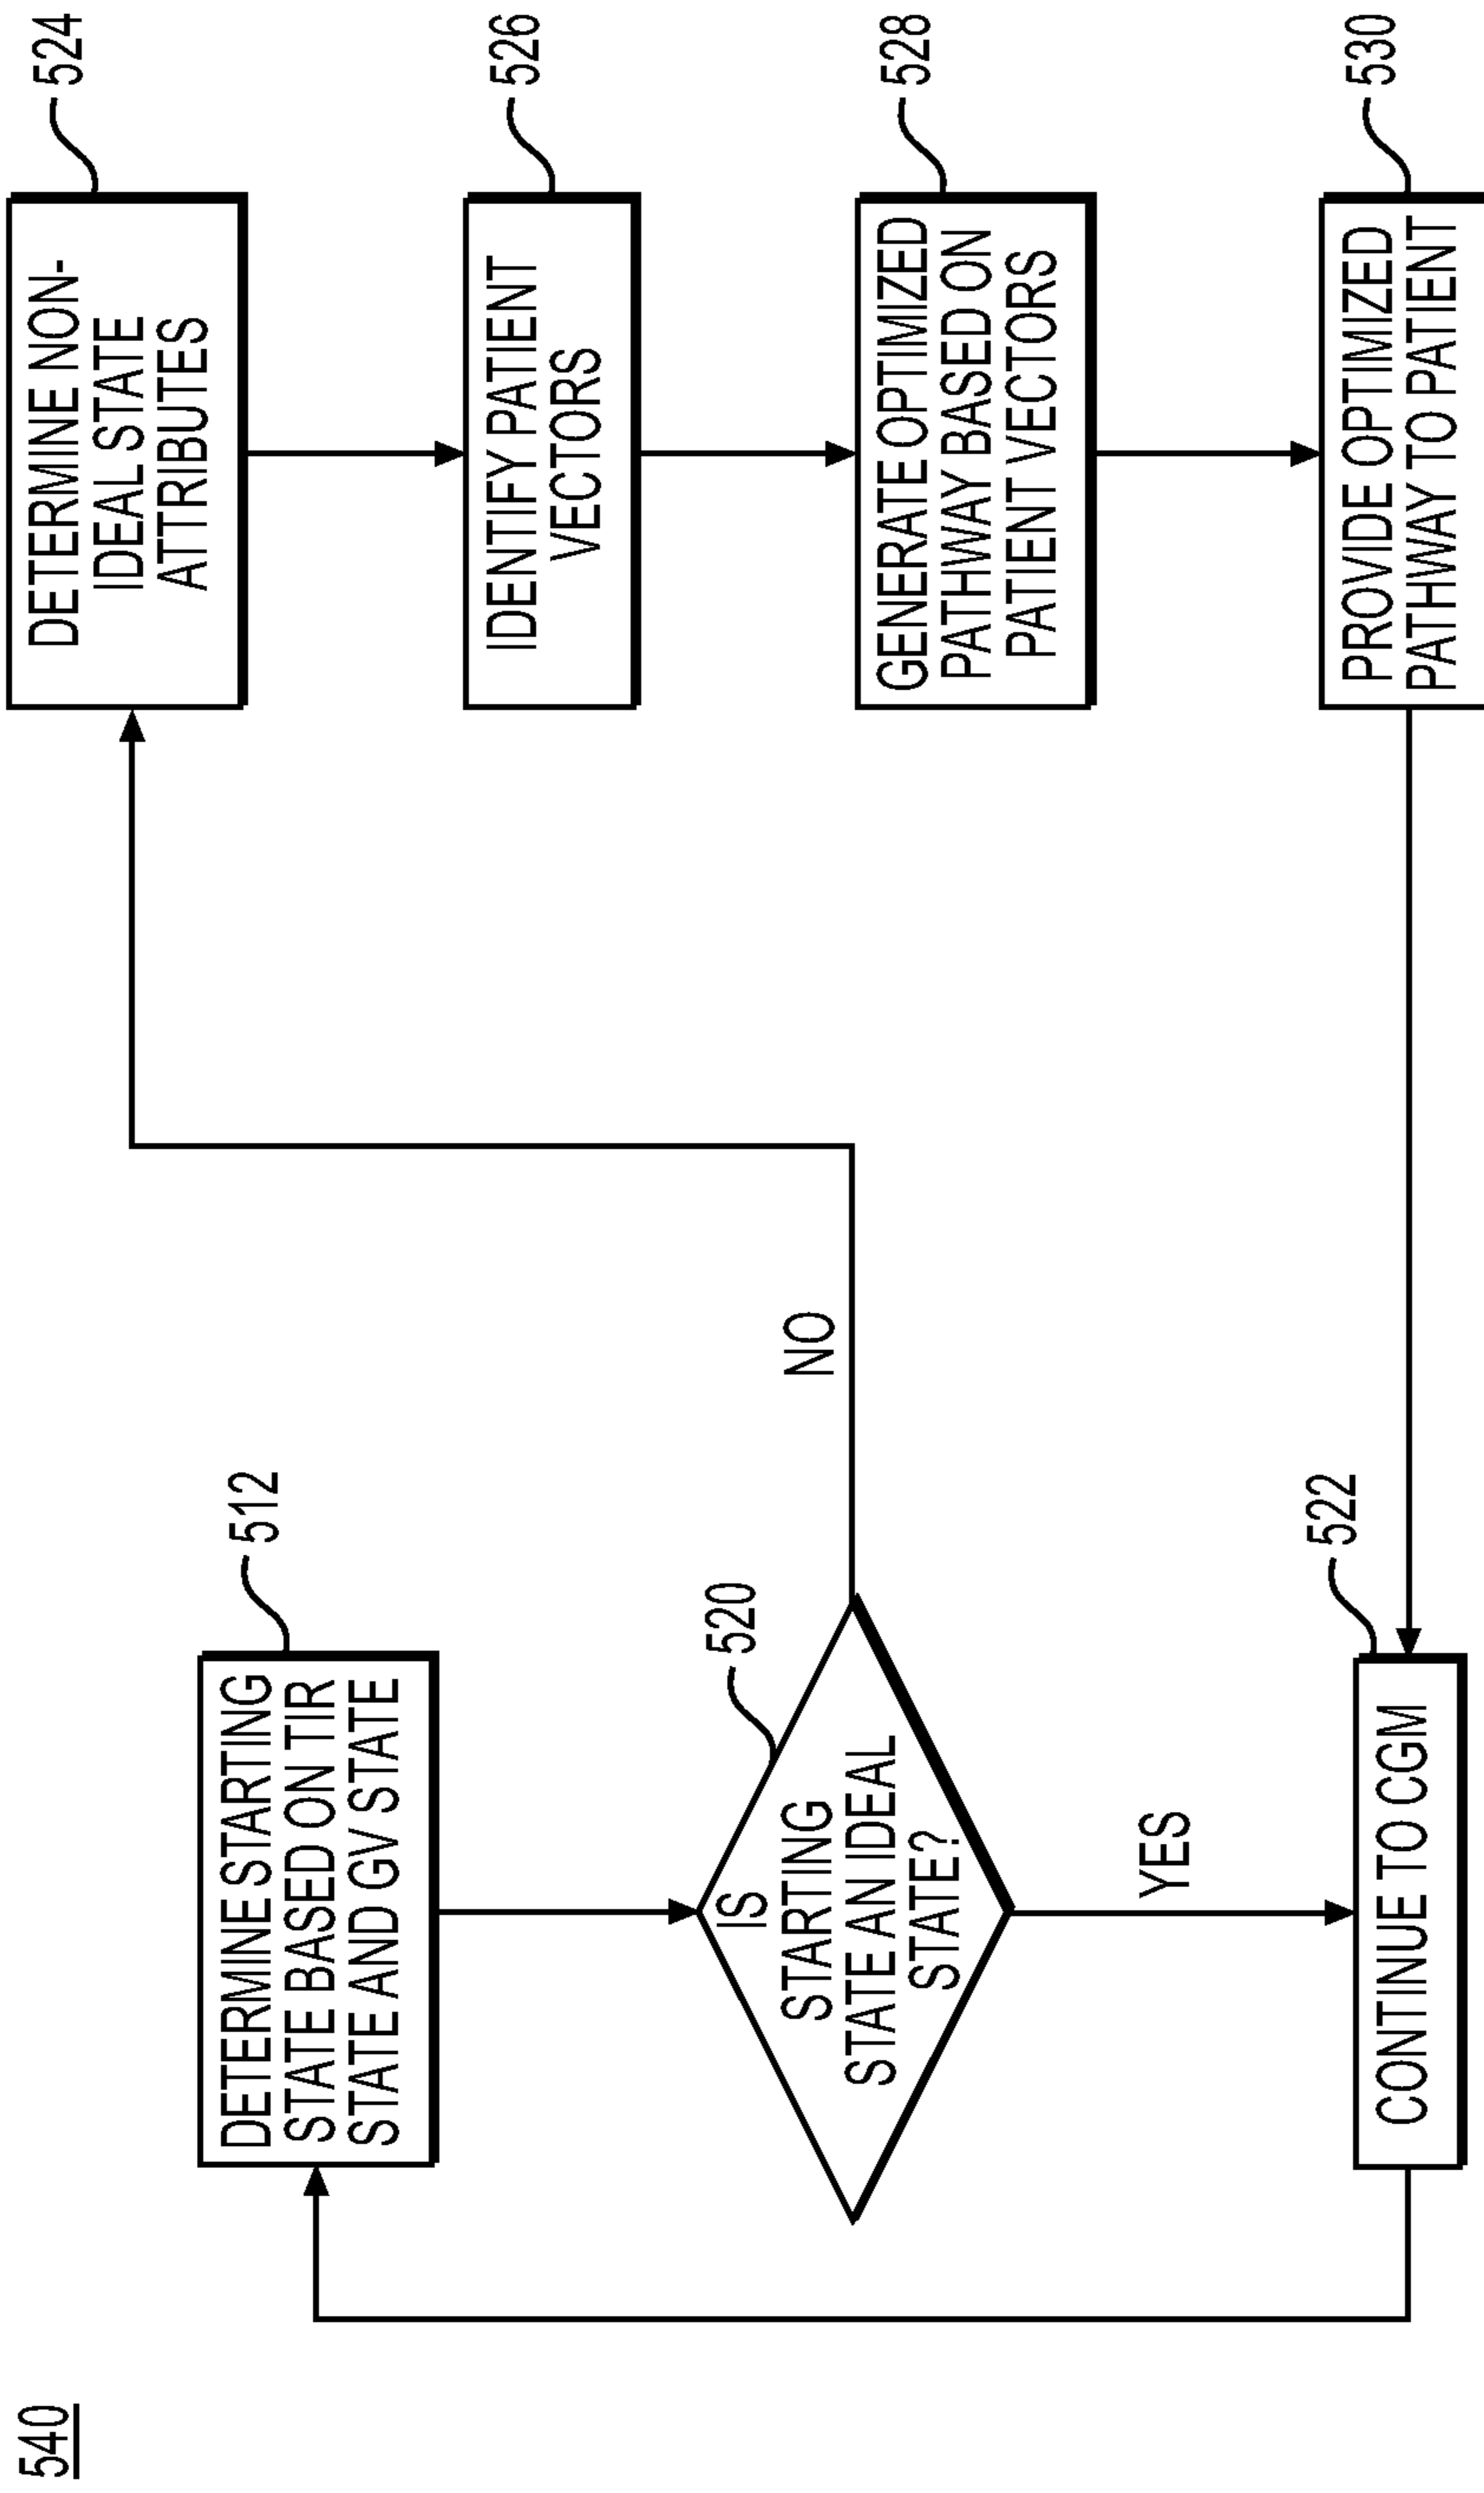 540
512
DETERMINE STARTING
STATE BASED ON TIR
STATE AND GV STATE
520
IS
STARTING
STATE AN IDEAL
STATE?
NO
YES
522
CONTINUE TO CGM
524
DETERMINE NON-
IDEAL STATE
ATTRIBUTES
526
IDENTIFY PATIENT
VECTORS
528
GENERATE OPTIMIZED
PATHWAY BASED ON
PATIENT VECTORS
530
PROVIDE OPTIMIZED
PATHWAY TO PATIENT